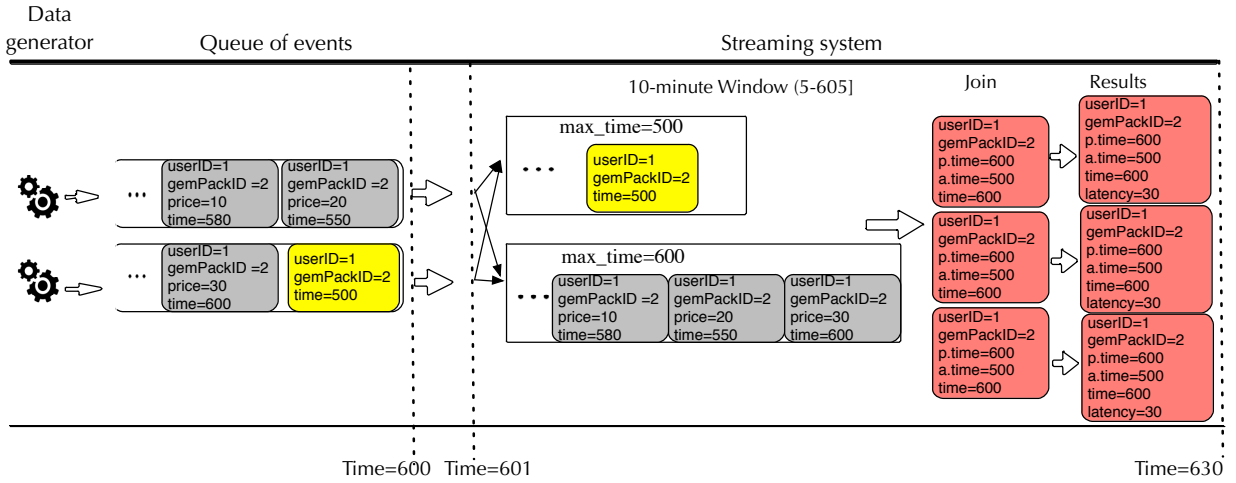 Data
generator
Queue of events
Streaming system
10-minute Window (5-605]
Join
Results
...
userID=1
gemPackID =2
price=10
time=580
userID=1
gemPackID =2
price=20
time=550
...
userID=1
gemPackID =2
price=30
time=600
userID=1
gemPackID=2
time=500
max_time=500
...
userID=1
gemPackID=2
time=500
max_time=600
...
userID=1
gemPackID =2
price=10
time=580
userID=1
gemPackID=2
price=20
time=550
userID=1
gemPackID=2
price=30
time=600
userID=1
gemPackID=2
p.time=600
a.time=500
time=600
userID=1
gemPackID=2
p.time=600
a.time=500
time=600
latency=30
userID=1
gemPackID=2
p.time=600
a.time=500
time=600
userID=1
gemPackID=2
p.time=600
a.time=500
time=600
latency=30
userID=1
gemPackID=2
p.time=600
a.time=500
time=600
userID=1
gemPackID=2
p.time=600
a.time=500
time=600
latency=30
Time=600
Time=601
Time=630